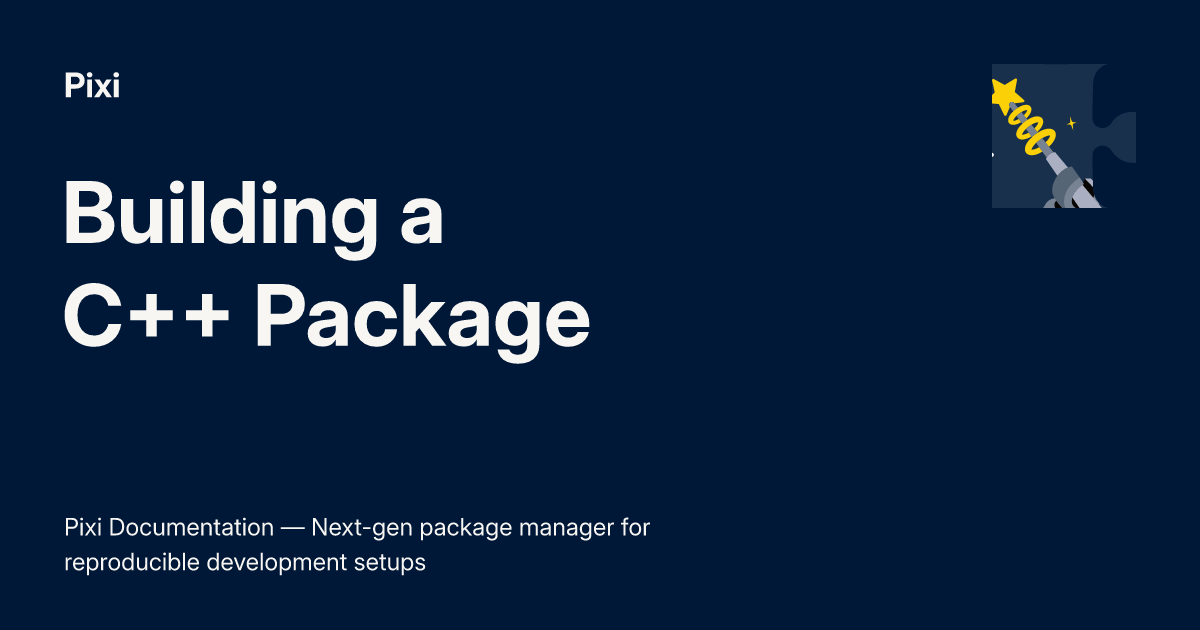 Pixi
Building a
C++ Package
Pixi Documentation — Next-gen package manager for
reproducible development setups